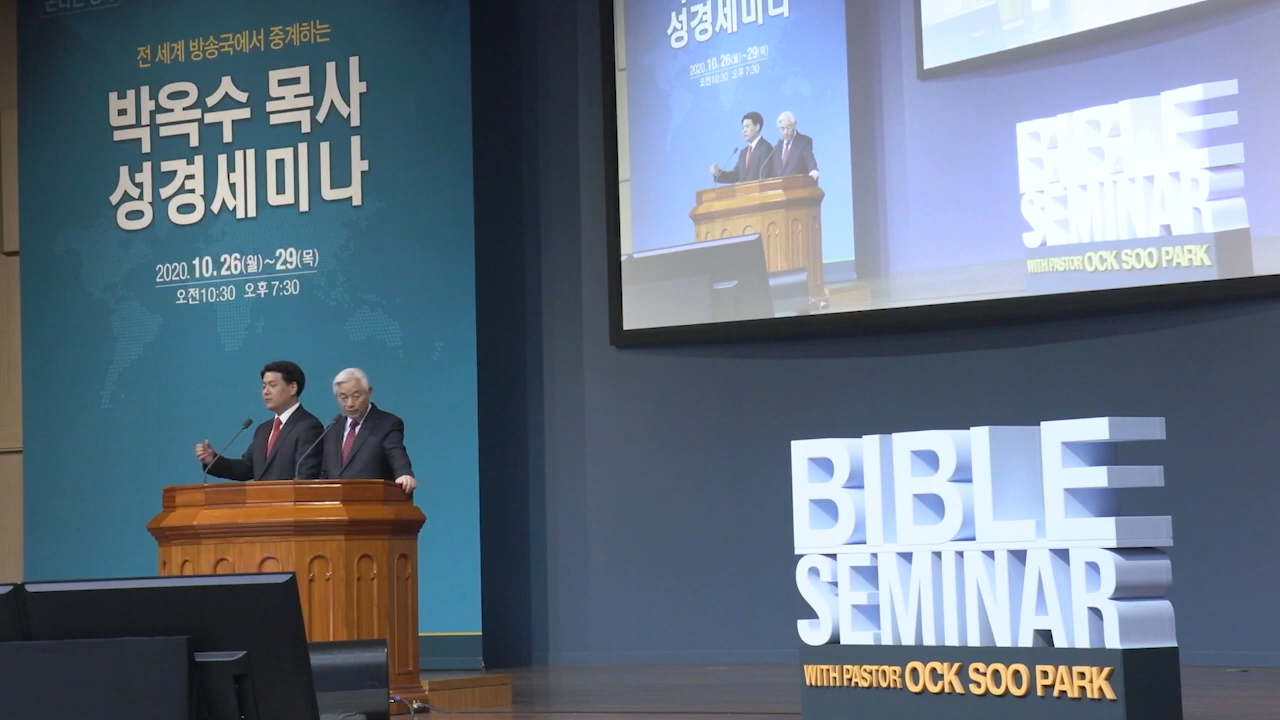 전 세계 방송국에서 중계하는
박옥수 목사
성경세미나
2020. 10. 26(월)~29(목)
오전10:30 오후 7:30
성경세미나
2020. 10. 26(월)~29(목)
오전10:30 오후 7:30
BIBLE
SEMINAR
WITH PASTOR OCK SOO PARK
BIBLE
SEMINAR
WITH PASTOR OCK SOO PARK